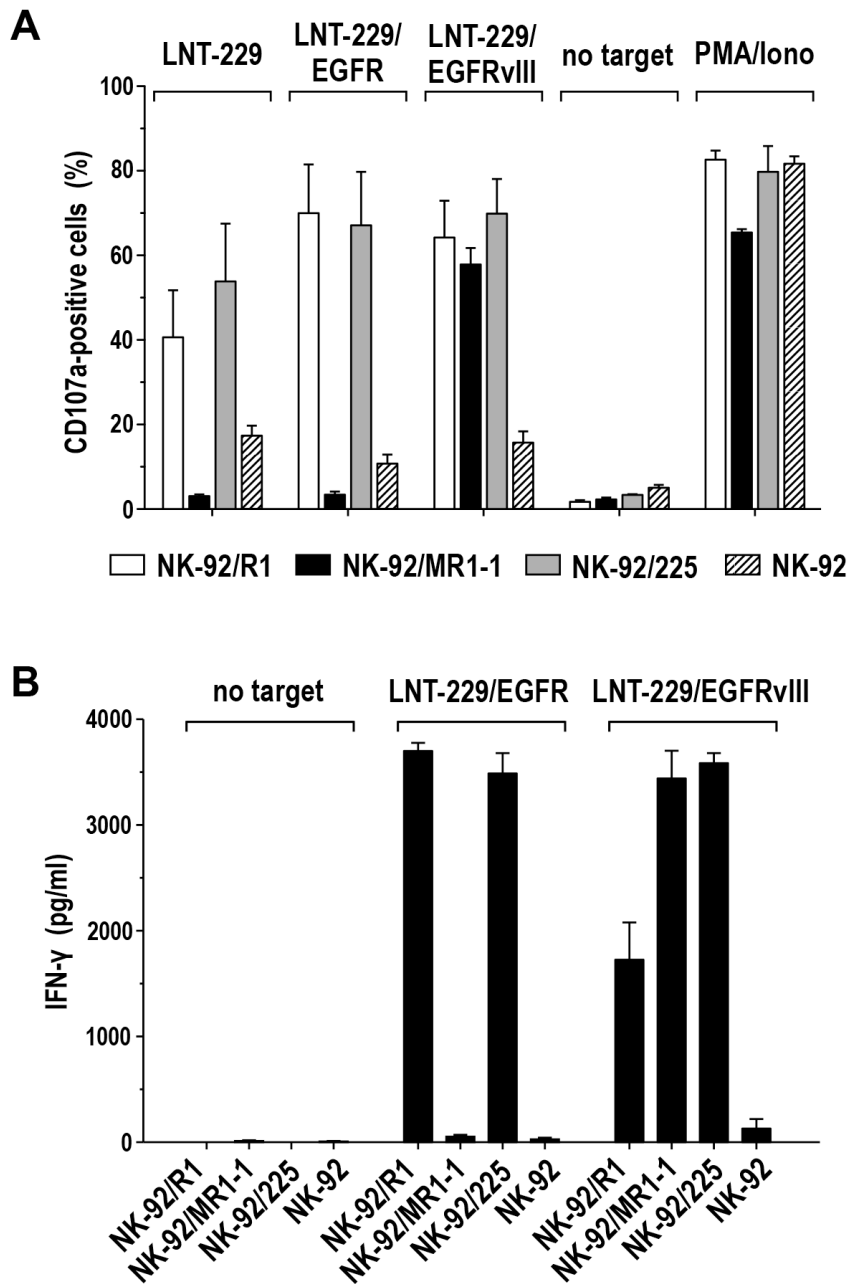 A
LNT-229
LNT-229/
EGFR
LNT-229/
EGFRvIII
no target
PMA/Iono
CD107a-positive cells (%)
100
80
60
40
20
0
NK-92/R1
NK-92/MR1-1
NK-92/225
NK-92
B
no target
LNT-229/EGFR
LNT-229/EGFRvIII
IFN-γ (pg/ml)
4000
3000
2000
1000
0
NK-92/R1
NK-92/MR1-1
NK-92/225
NK-92
NK-92/R1
NK-92/MR1-1
NK-92/225
NK-92
NK-92/R1
NK-92/MR1-1
NK-92/225
NK-92